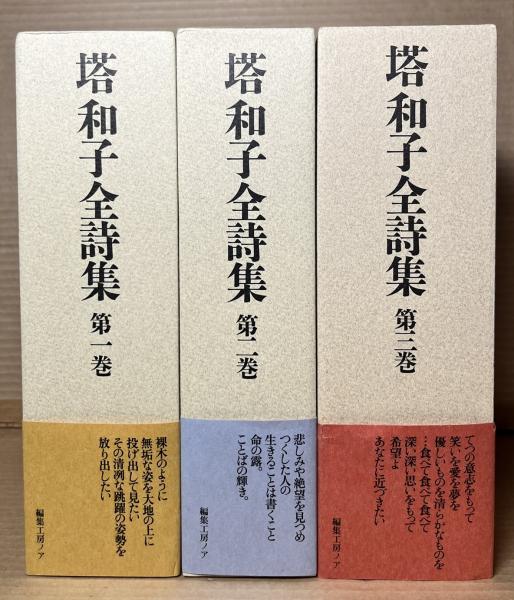 塔和子全詩集
第一巻
裸木のように
無垢な姿を大地の上に
投げ出して見たい
その清冽な跳躍の姿勢を
放り出したい
編集工房ノア
塔和子全詩集
第二巻
悲しみや絶望を見つめ
つくした人の
生きることは書くこと
命の露。
ことばの輝き。
編集工房ノア
塔和子全詩集
第三巻
てつの意志をもって
笑いを愛を夢を
優しいものを清らかなものを
…食べて食べて食べて
深い深い思いをもって
希望よ
あなたに近づきたい
編集工房ノア